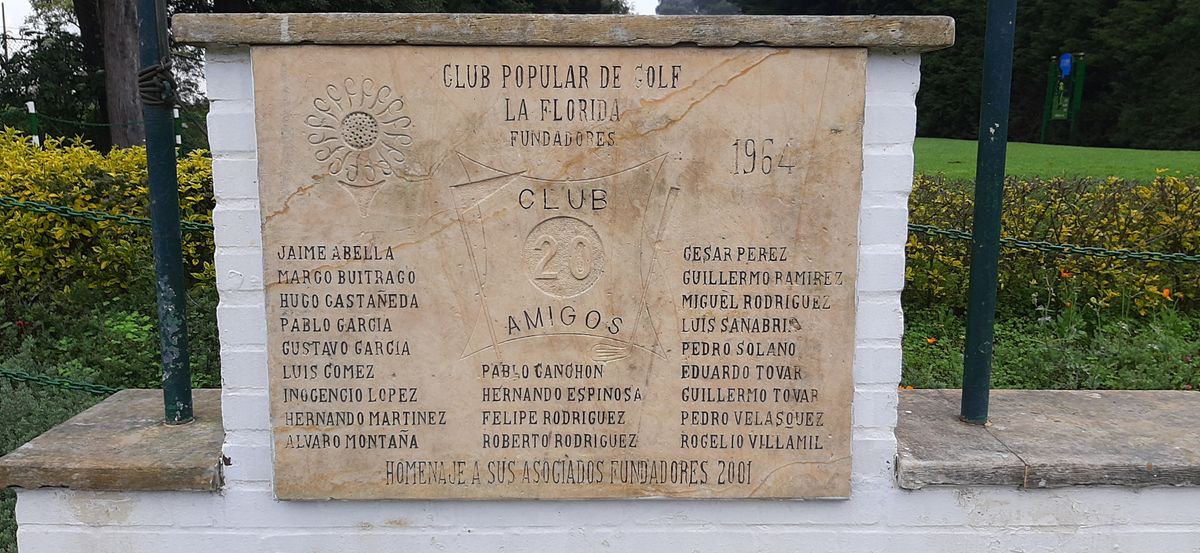 CLUB POPULAR DE GOLF
LA FLORIDA
FUNDADORES
1964
CLUB
20
AMIGOS
JAIME ABELLA
MARCO BUITRAGO
HUGO CASTAÑEDA
PABLO GARCIA
GUSTAVO GARCIA
LUIS GOMEZ
INOCENCIO LOPEZ
HERNANDO MARTINEZ
ALVARO MONTAÑA
PABLO CANCHON
HERNANDO ESPINOSA
FELIPE RODRIGUEZ
ROBERTO RODRIGUEZ
CESAR PEREZ
GUILLERMO RAMIREZ
MIGUEL RODRIGUEZ
LUIS SANABRIA
PEDRO SOLANO
EDUARDO TOVAR
GUILLERMO TOVAR
PEDRO VELASQUEZ
ROGELIO VILLAMIL
HOMENAJE A SUS ASOCIADOS FUNDADORES 2001